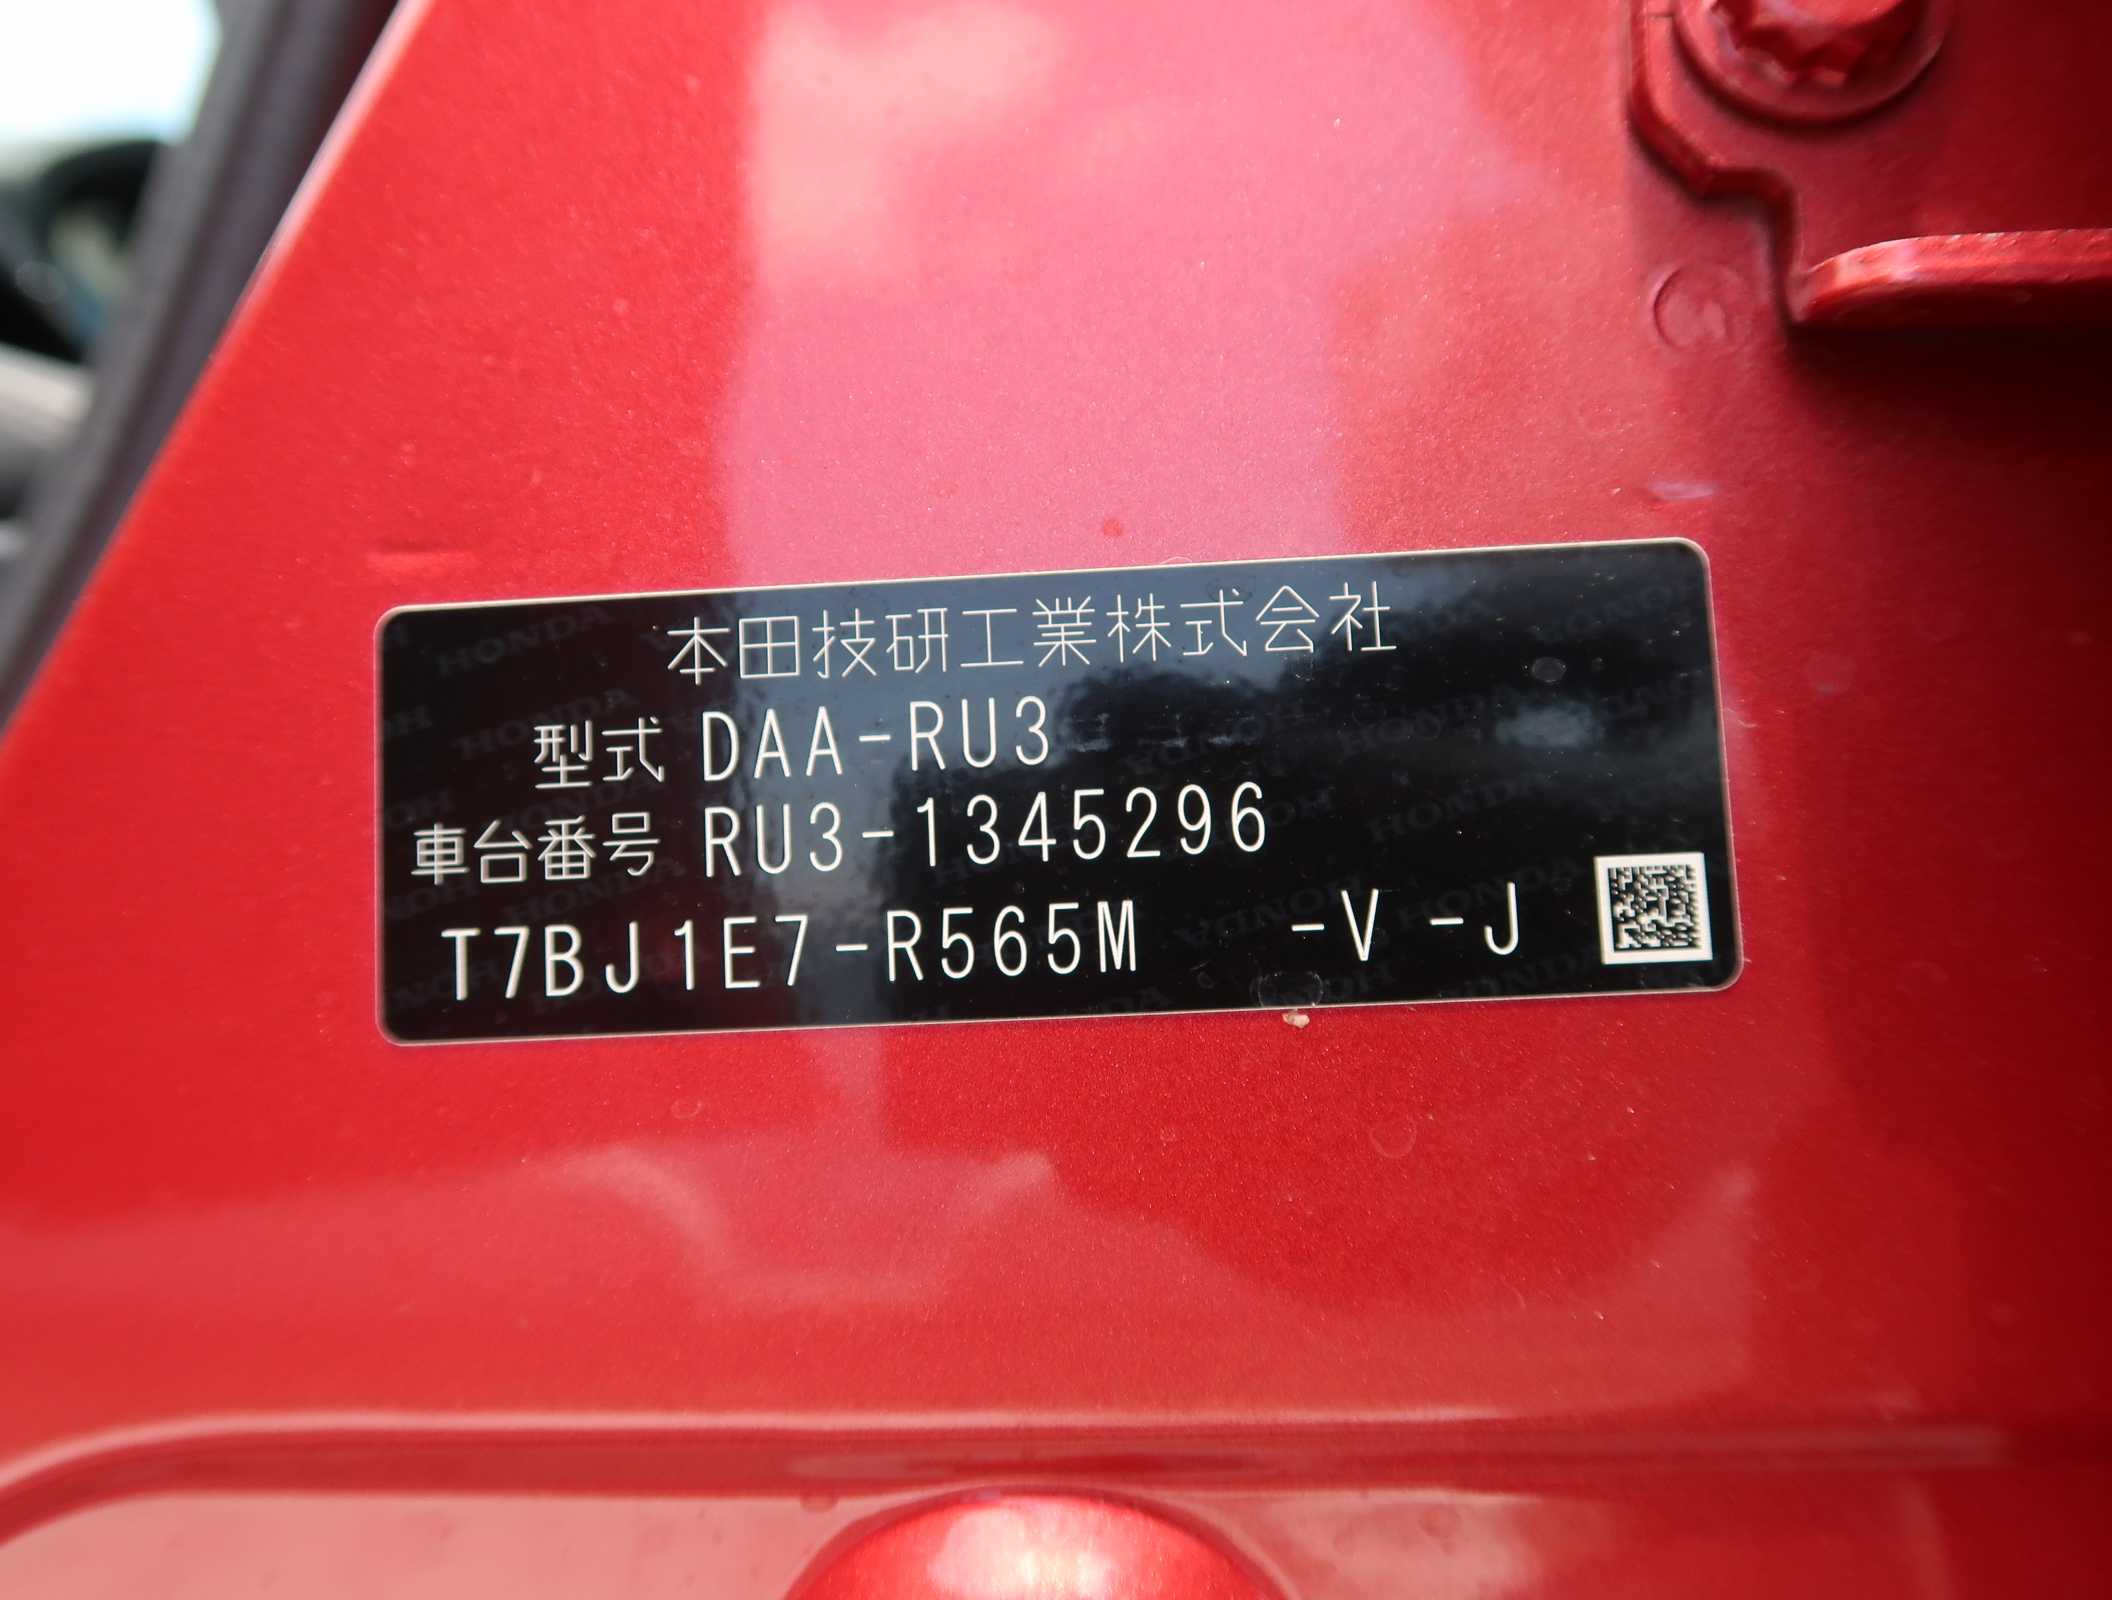 本田技研工業株式会社
型式 DAA-RU3
車台番号 RU3-1345296
T7BJ1E7-R565M -V -J